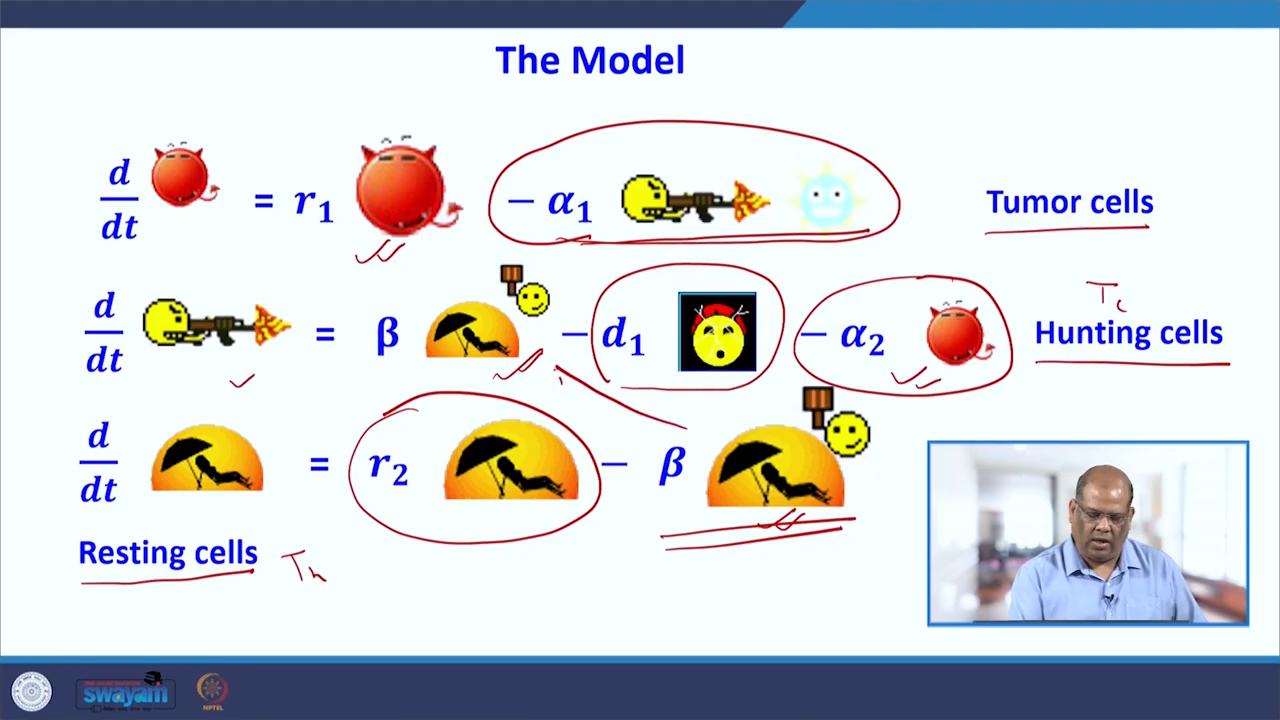 The Model
d/dt = r₁ − α₁ Tumor cells
T_c
d/dt = β − d₁ − α₂ Hunting cells
d/dt = r₂ − β
Resting cells T_h
swayam
NPTEL